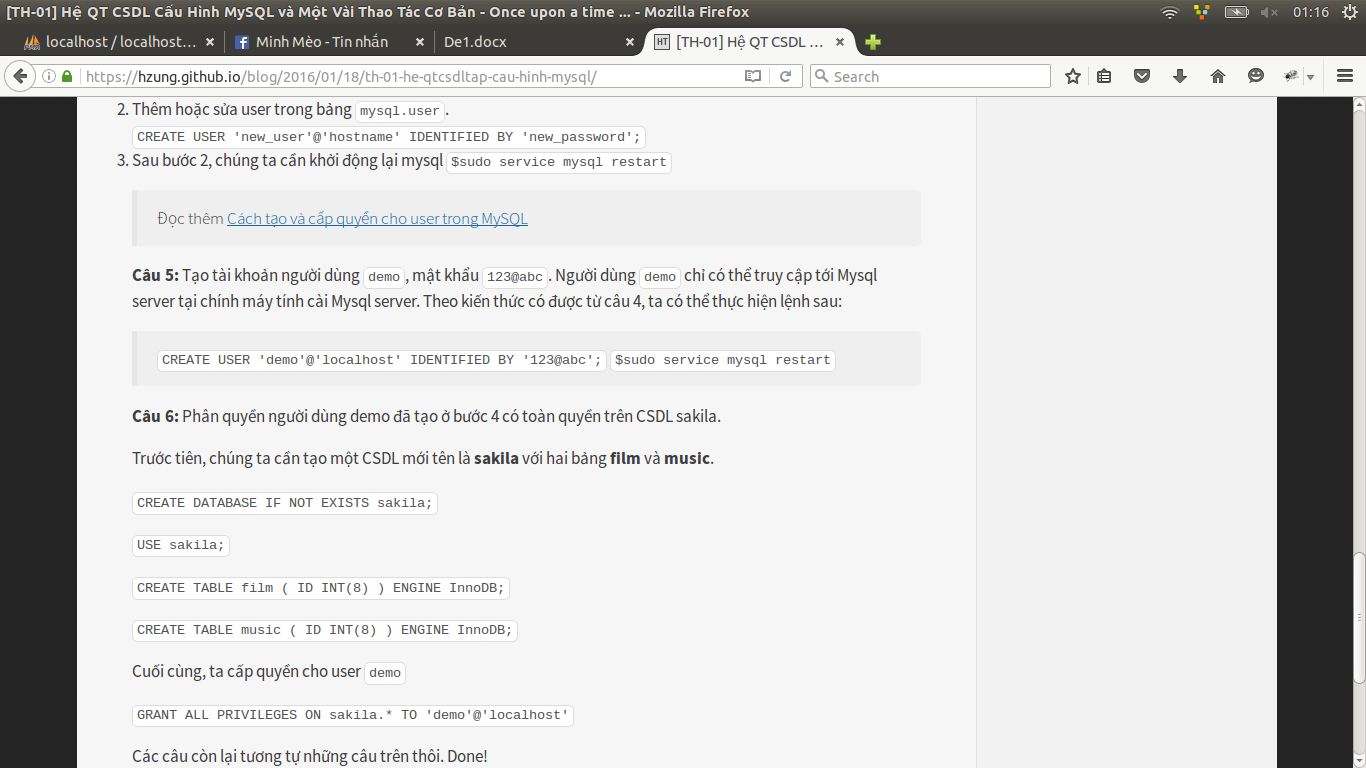 [TH-01] Hệ QT CSDL Cấu Hình MySQL và Một Vài Thao Tác Cơ Bản - Once upon a time ... - Mozilla Firefox
01:16
localhost / localhost...
Minh Mèo - Tin nhắn
De1.docx
HT [TH-01] Hệ QT CSDL ...
https://hzung.github.io/blog/2016/01/18/th-01-he-qtcsdltap-cau-hinh-mysql/
Search
2. Thêm hoặc sửa user trong bảng mysql.user.
CREATE USER 'new_user'@'hostname' IDENTIFIED BY 'new_password';
3. Sau bước 2, chúng ta cần khởi động lại mysql $sudo service mysql restart
Đọc thêm Cách tạo và cấp quyền cho user trong MySQL
Câu 5: Tạo tài khoản người dùng demo, mật khẩu 123@abc. Người dùng demo chỉ có thể truy cập tới Mysql
server tại chính máy tính cài Mysql server. Theo kiến thức có được từ câu 4, ta có thể thực hiện lệnh sau:
CREATE USER 'demo'@'localhost' IDENTIFIED BY '123@abc'; $sudo service mysql restart
Câu 6: Phân quyền người dùng demo đã tạo ở bước 4 có toàn quyền trên CSDL sakila.
Trước tiên, chúng ta cần tạo một CSDL mới tên là sakila với hai bảng film và music.
CREATE DATABASE IF NOT EXISTS sakila;
USE sakila;
CREATE TABLE film ( ID INT(8) ) ENGINE InnoDB;
CREATE TABLE music ( ID INT(8) ) ENGINE InnoDB;
Cuối cùng, ta cấp quyền cho user demo
GRANT ALL PRIVILEGES ON sakila.* TO 'demo'@'localhost'
Các câu còn lại tương tự những câu trên thôi. Done!